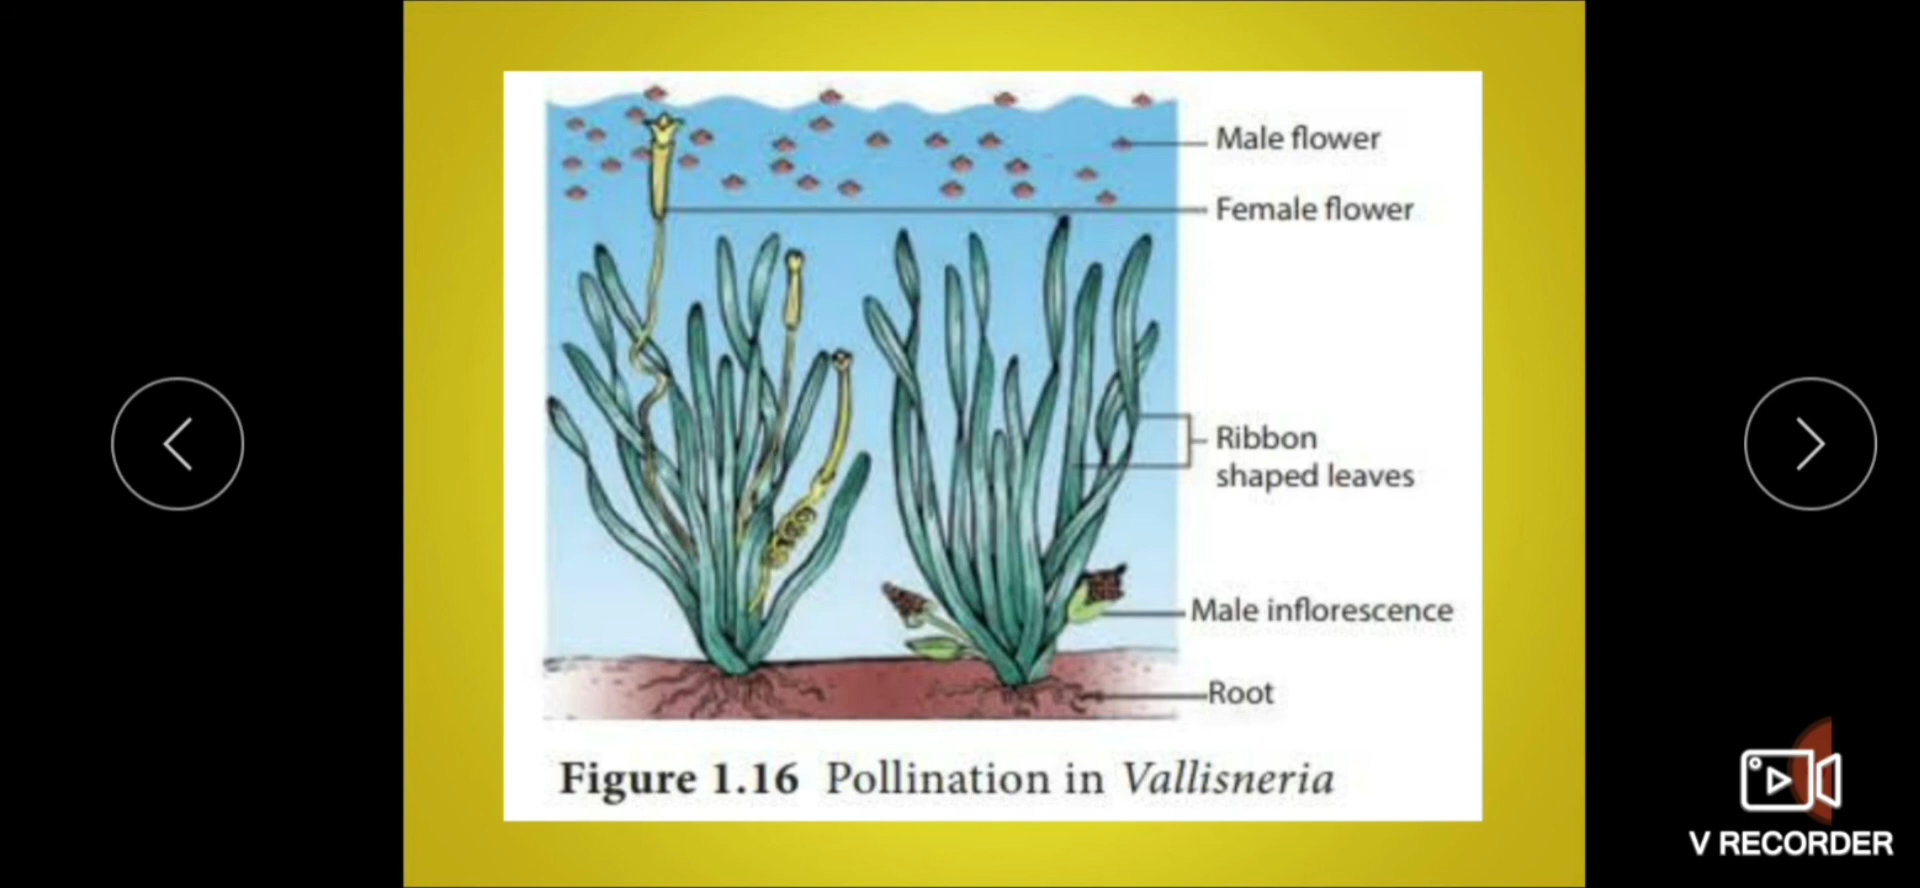 Male flower
Female flower
Ribbon
shaped leaves
Male inflorescence
Root
Figure 1.16 Pollination in Vallisneria
V RECORDER